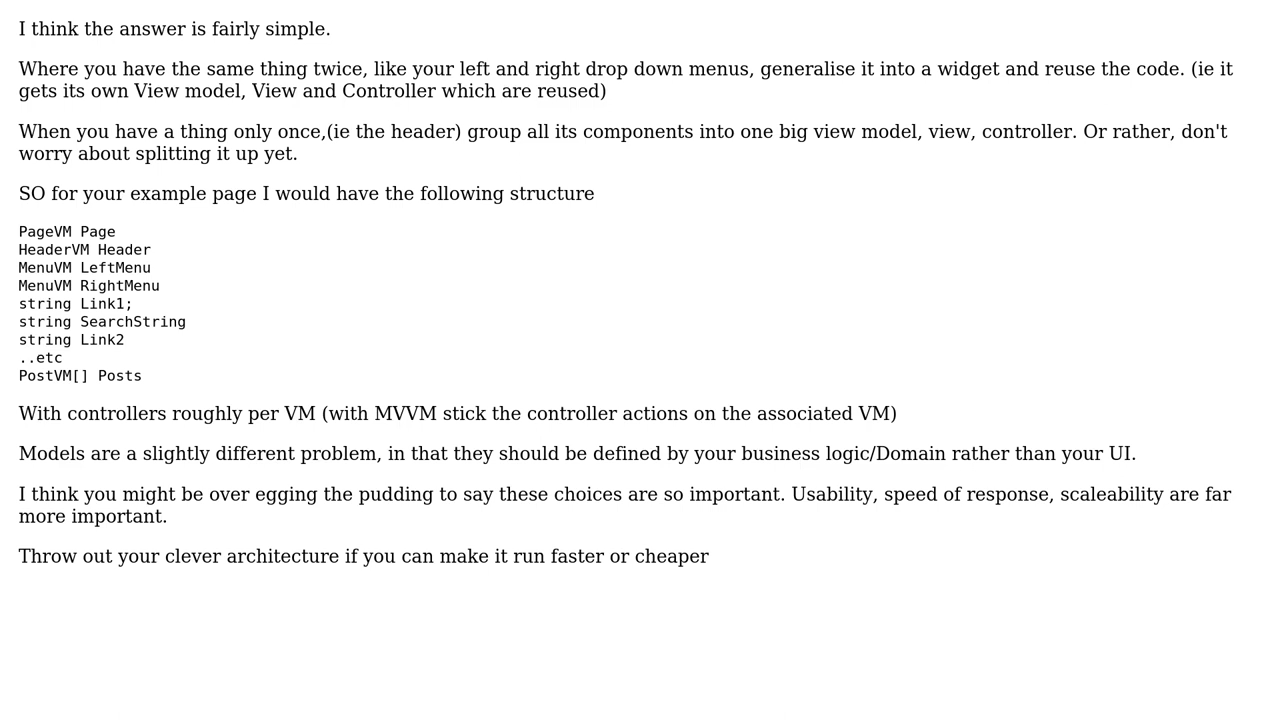 I think the answer is fairly simple.
Where you have the same thing twice, like your left and right drop down menus, generalise it into a widget and reuse the code. (ie it
gets its own View model, View and Controller which are reused)
When you have a thing only once,(ie the header) group all its components into one big view model, view, controller. Or rather, don't
worry about splitting it up yet.
SO for your example page I would have the following structure
PageVM Page
HeaderVM Header
MenuVM LeftMenu
MenuVM RightMenu
string Link1;
string SearchString
string Link2
..etc
PostVM[] Posts
With controllers roughly per VM (with MVVM stick the controller actions on the associated VM)
Models are a slightly different problem, in that they should be defined by your business logic/Domain rather than your UI.
I think you might be over egging the pudding to say these choices are so important. Usability, speed of response, scaleability are far
more important.
Throw out your clever architecture if you can make it run faster or cheaper